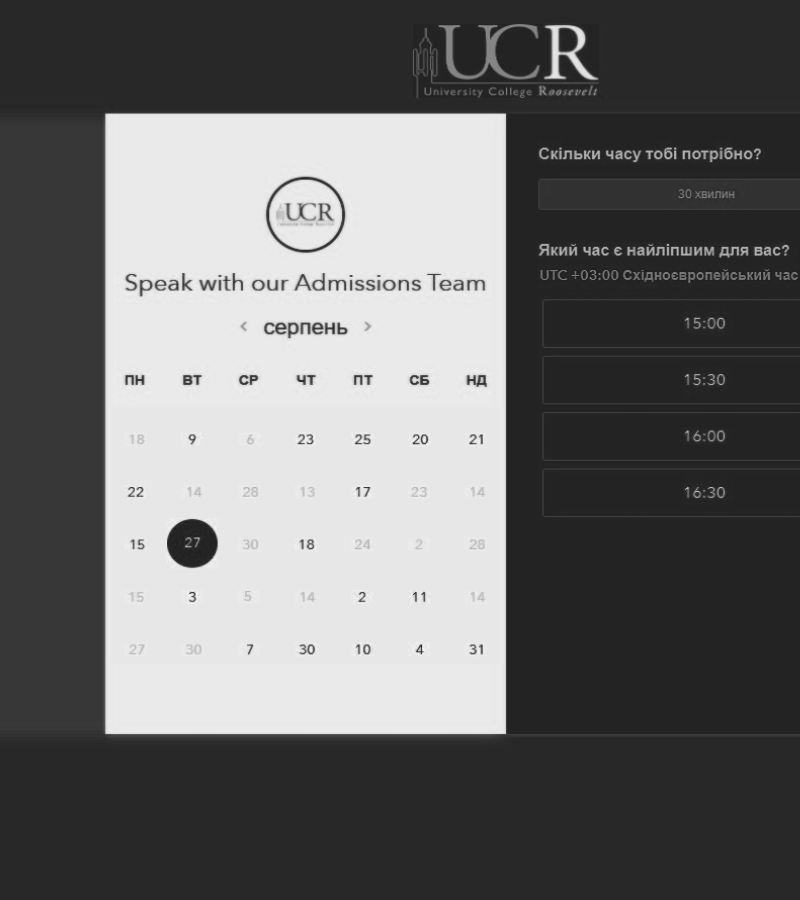 UCR
University College Roosevelt
UCR
Speak with our Admissions Team
серпень
ПН ВТ СР ЧТ ПТ СБ НД
18 9 6 23 25 20 21
22 14 28 13 17 23 14
15 27 30 18 24 2 28
15 3 5 14 2 11 14
27 30 7 30 10 4 31
Скільки часу тобі потрібно?
30 хвилин
Який час є найліпшим для вас?
UTC +03:00 Східноєвропейський час
15:00
15:30
16:00
16:30